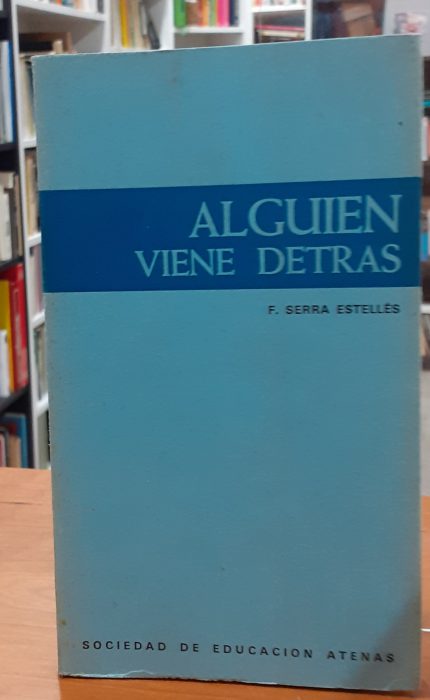 ALGUIEN
VIENE DETRAS
F. SERRA ESTELLÉS
SOCIEDAD DE EDUCACION ATENAS